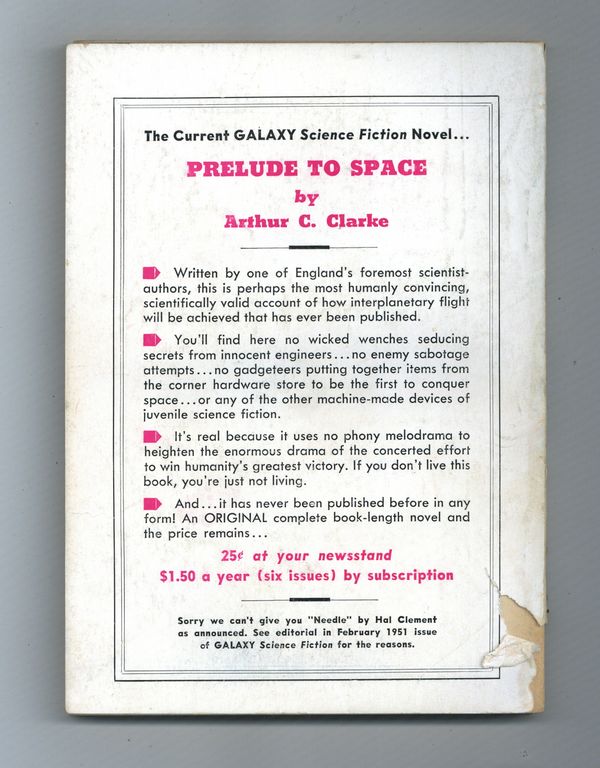 The Current GALAXY Science Fiction Novel...
PRELUDE TO SPACE
by
Arthur C. Clarke
Written by one of England's foremost scientist-
authors, this is perhaps the most humanly convincing,
scientifically valid account of how interplanetary flight
will be achieved that has ever been published.
You'll find here no wicked wenches seducing
secrets from innocent engineers...no enemy sabotage
attempts...no gadgeteers putting together items from
the corner hardware store to be the first to conquer
space...or any of the other machine-made devices of
juvenile science fiction.
It's real because it uses no phony melodrama to
heighten the enormous drama of the concerted effort
to win humanity's greatest victory. If you don't live this
book, you're just not living.
And...it has never been published before in any
form! An ORIGINAL complete book-length novel and
the price remains...
25¢ at your newsstand
$1.50 a year (six issues) by subscription
Sorry we can't give you "Needle" by Hal Clement
as announced. See editorial in February 1951 issue
of GALAXY Science Fiction for the reasons.